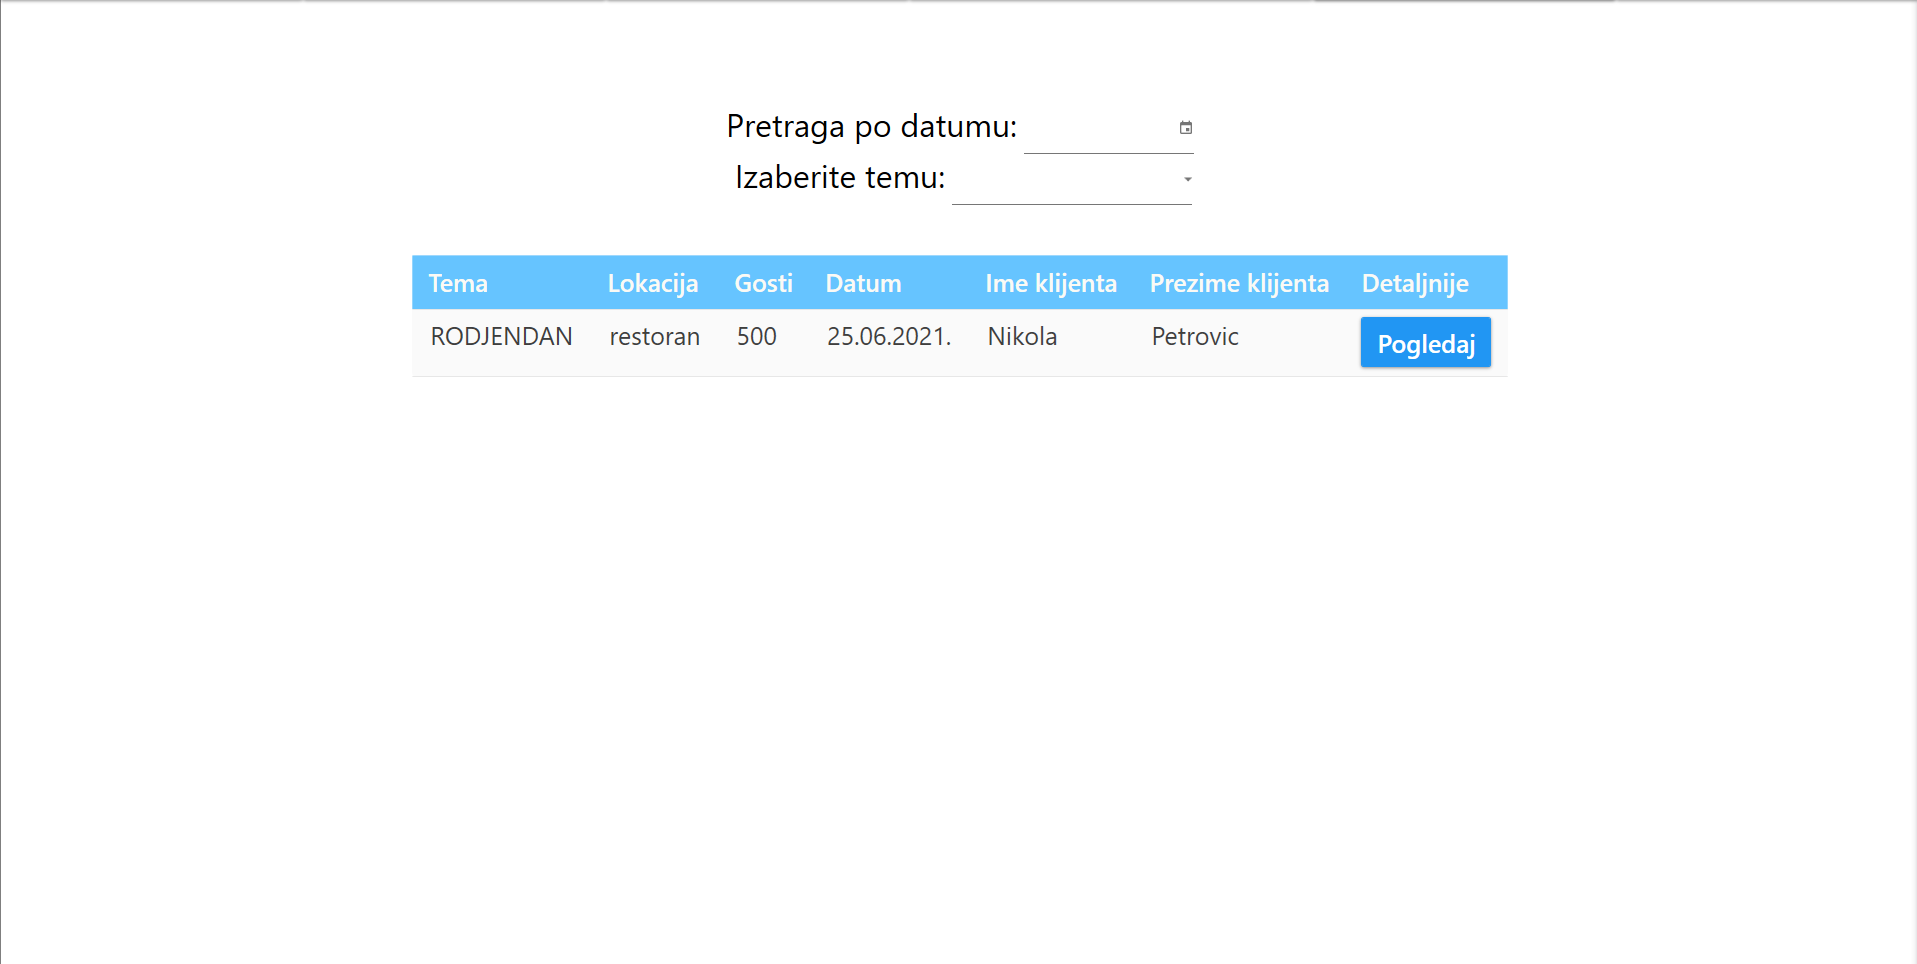 Pretraga po datumu:
Izaberite temu:
Tema Lokacija Gosti Datum Ime klijenta Prezime klijenta Detaljnije
RODJENDAN restoran 500 25.06.2021. Nikola Petrovic Pogledaj